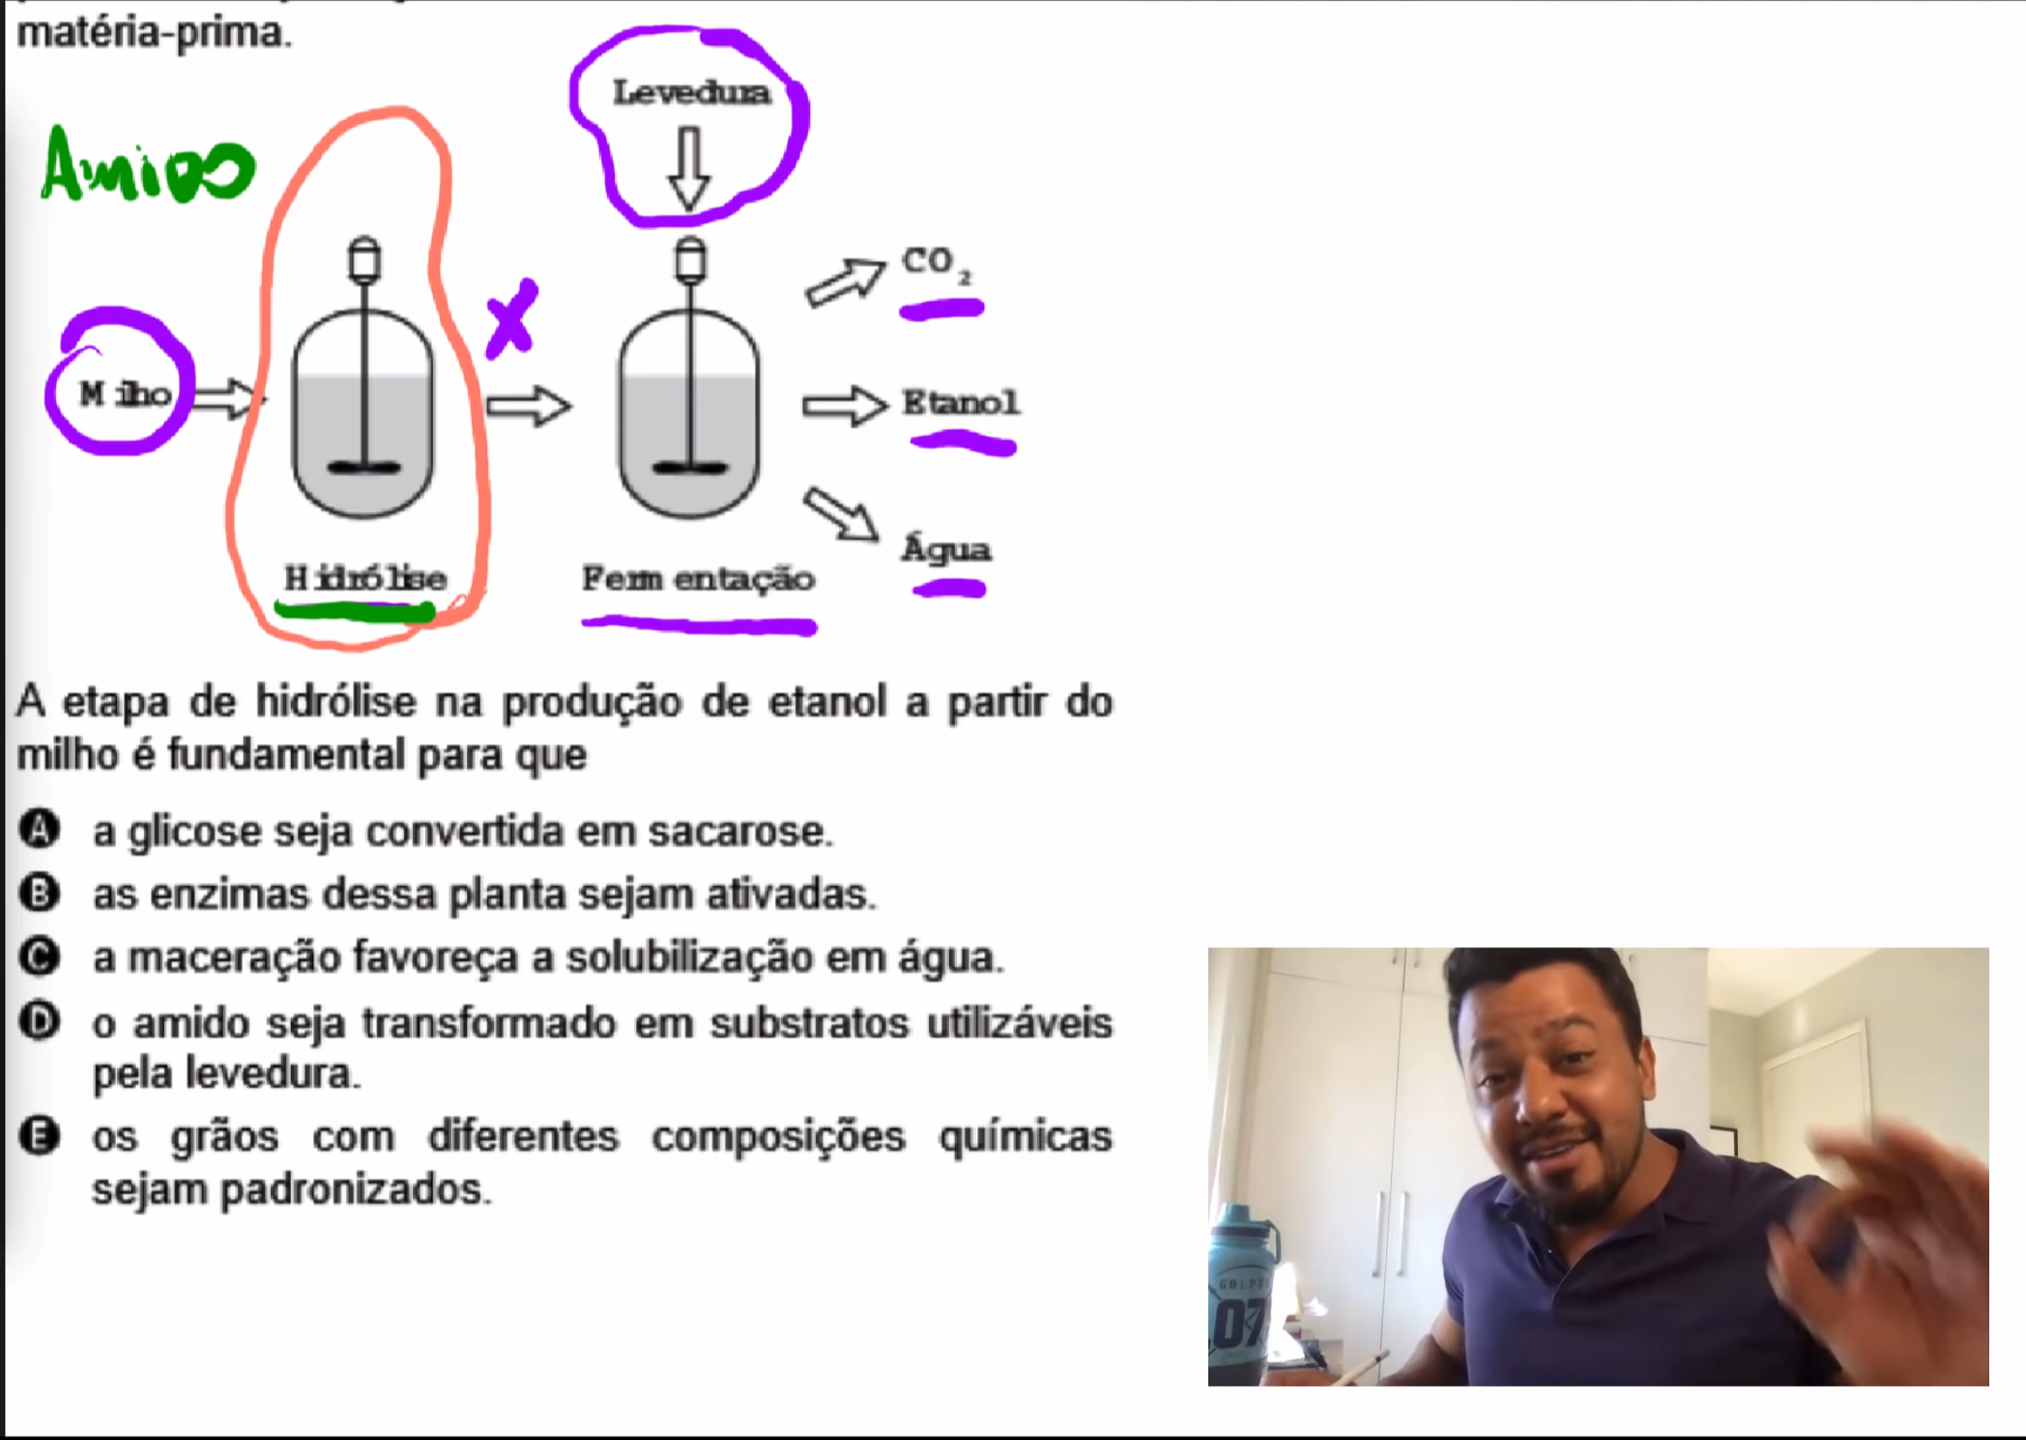 matéria-prima.
Levedura
Amido
CO₂
Milho
Etanol
Água
Hidrólise
Fermentação
A etapa de hidrólise na produção de etanol a partir do
milho é fundamental para que
A a glicose seja convertida em sacarose.
B as enzimas dessa planta sejam ativadas.
C a maceração favoreça a solubilização em água.
D o amido seja transformado em substratos utilizáveis
pela levedura.
E os grãos com diferentes composições químicas
sejam padronizados.
07